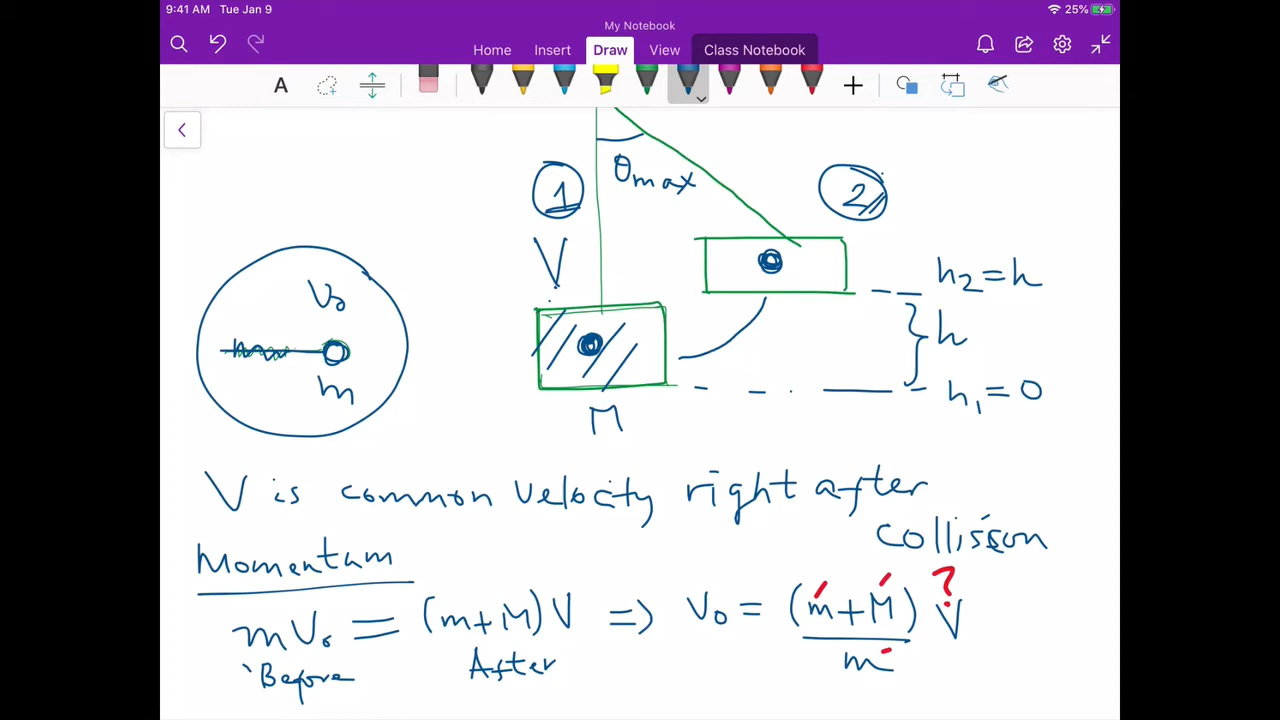 9:41 AM Tue Jan 9
25%
My Notebook
Home Insert Draw View Class Notebook
A
θmax
1
2
V
V₀
m
M
h₂ = h
h
h₁ = 0
V is common velocity right after
collision
Momentum
mV₀ = (m+M)V => V₀ = (m+M)/m V
?
Before
After